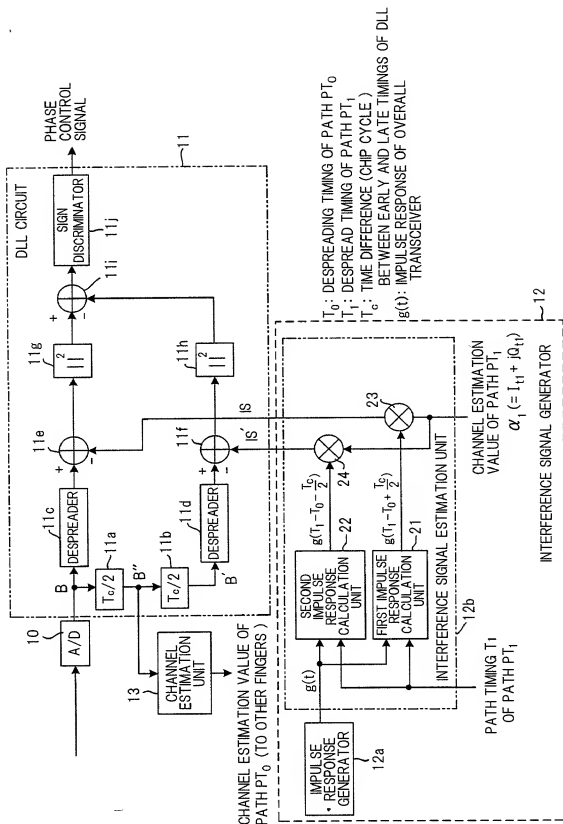 DLL CIRCUIT
11
10
A/D
B
11a
Tc/2
B"
11b
Tc/2
B'
11c
DESPREADER
11d
DESPREADER
11e
+
-
11f
+
-
IS
IS'
11g
| |²
11h
| |²
11i
+
-
SIGN
DISCRIMINATOR
11j
PHASE
CONTROL
SIGNAL
13
CHANNEL
ESTIMATION
UNIT
CHANNEL ESTIMATION VALUE OF
PATH PT0 (TO OTHER FINGERS)
T0: DESPREADING TIMING OF PATH PT0
T1: DESPREAD TIMING OF PATH PT1
Tc: TIME DIFFERENCE (CHIP CYCLE)
BETWEEN EARLY AND LATE TIMINGS OF DLL
g(t): IMPULSE RESPONSE OF OVERALL
TRANSCEIVER
12
12b
IMPULSE
RESPONSE
GENERATOR
12a
g(t)
SECOND
IMPULSE
RESPONSE
CALCULATION
UNIT
22
g(T1-T0-Tc/2)
24
FIRST IMPULSE
RESPONSE
CALCULATION
UNIT
21
g(T1-T0+Tc/2)
23
INTERFERENCE SIGNAL ESTIMATION UNIT
PATH TIMING T1
OF PATH PT1
CHANNEL ESTIMATION
VALUE OF PATH PT1
α1 (= It1 + jQt1)
INTERFERENCE SIGNAL GENERATOR